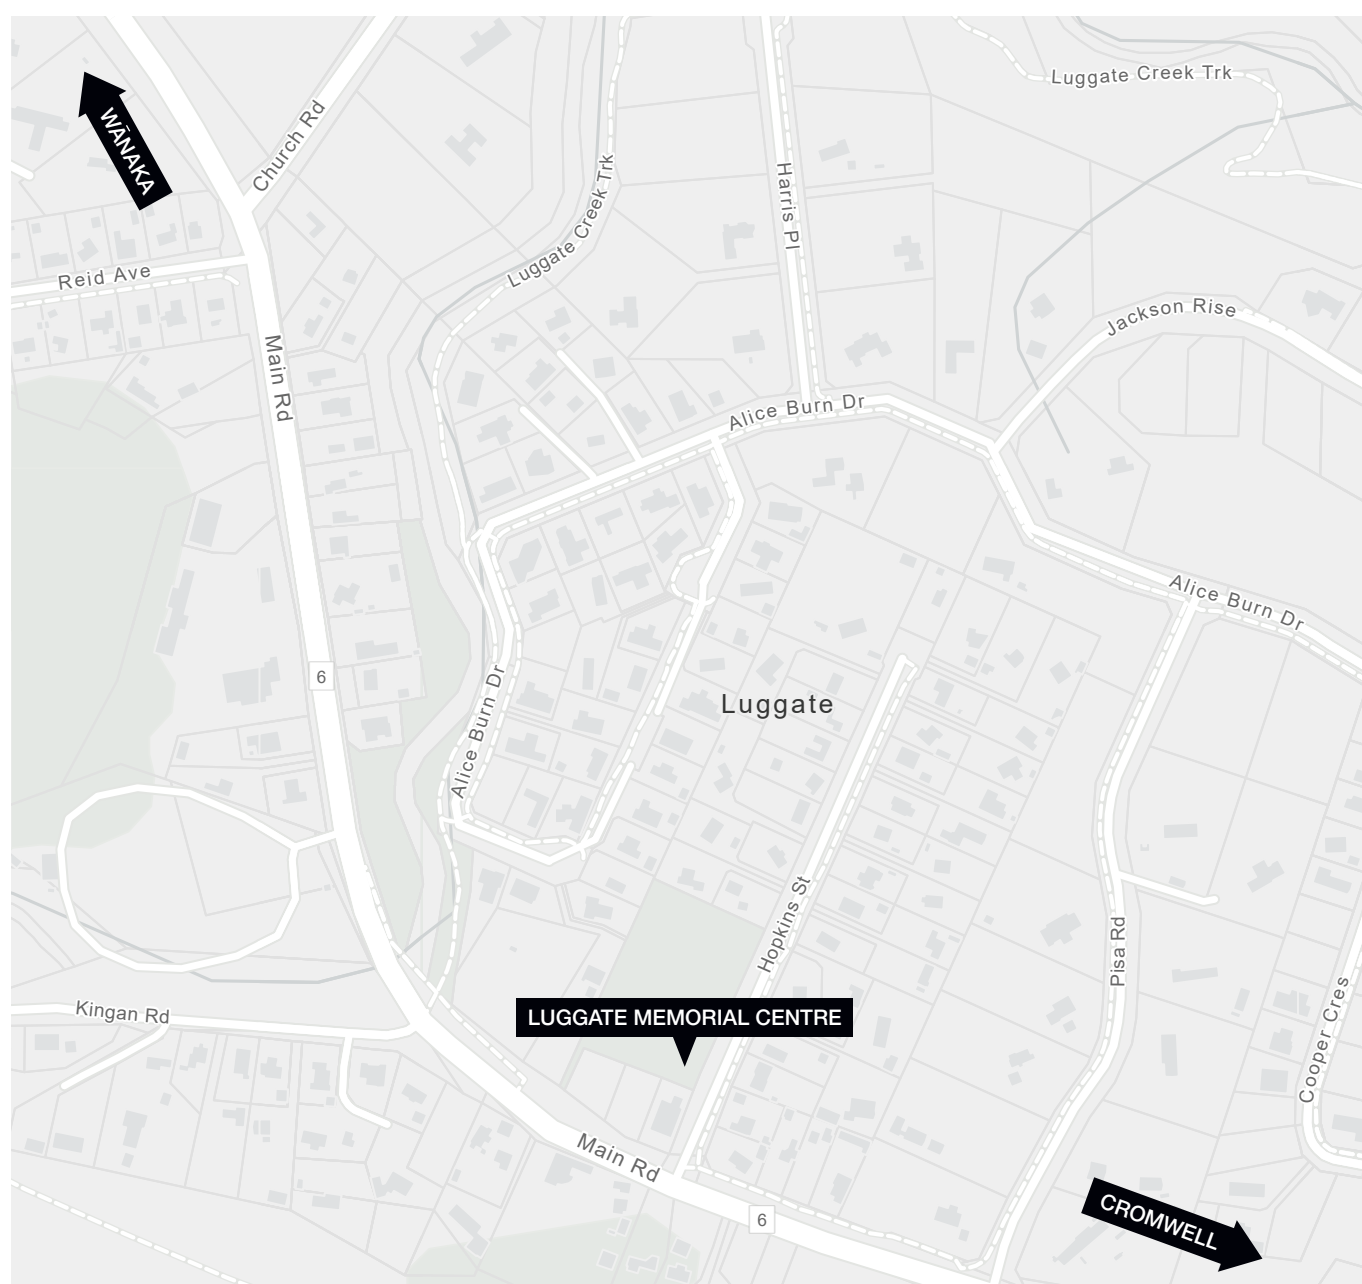 Luggate Creek Trk
WĀNAKA
Church Rd
Harris Pl
Luggate Creek Trk
Reid Ave
Jackson Rise
Main Rd
Alice Burn Dr
Alice Burn Dr
6
Luggate
Alice Burn Dr
Hopkins St
Pisa Rd
Kingan Rd
LUGGATE MEMORIAL CENTRE
Cooper Cres
Main Rd
6
CROMWELL